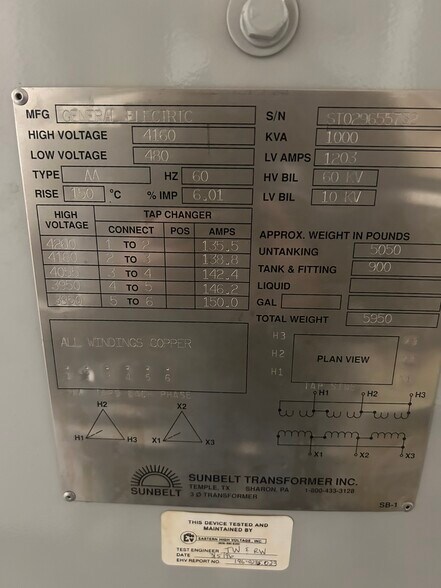 MFG GENERAL ELECTRIC S/N
HIGH VOLTAGE 4160 KVA 1000
LOW VOLTAGE 480 LV AMPS 1203
TYPE AA HZ 60 HV BIL 60 KV
RISE 150 °C % IMP 6.01 LV BIL 10 KV
HIGH VOLTAGE TAP CHANGER
CONNECT POS AMPS
1 TO 2 136.5
2 TO 3 138.8
3 TO 4 142.4
4 TO 5 146.2
5 TO 6 150.0
APPROX. WEIGHT IN POUNDS
UNTANKING 5050
TANK & FITTING 900
LIQUID
GAL
TOTAL WEIGHT 5950
ALL WINDINGS COPPER
H3
H2
H1
PLAN VIEW
H1 H2 H3
X1 X2 X3
H2
H1 H3
X2
X1 X3
SUNBELT
SUNBELT TRANSFORMER INC.
TEMPLE, TX SHARON, PA 1-800-433-3128
3 Ø TRANSFORMER
SB-1
THIS DEVICE TESTED AND
MAINTAINED BY
EASTERN HIGH VOLTAGE, INC.
TEST ENGINEER
DATE
EHV REPORT NO.